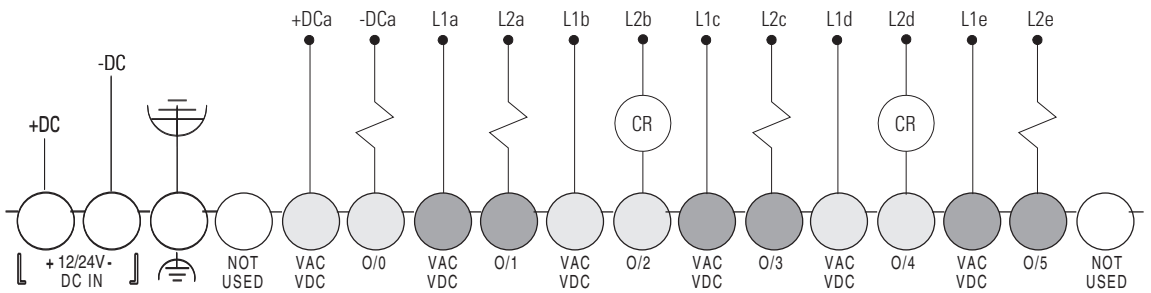 +DCa -DCa L1a L2a L1b L2b L1c L2c L1d L2d L1e L2e
-DC
+DC
CR CR
+ 12/24V - NOT VAC O/0 VAC O/1 VAC O/2 VAC O/3 VAC O/4 VAC O/5 NOT
DC IN USED VDC VDC VDC VDC VDC VDC USED